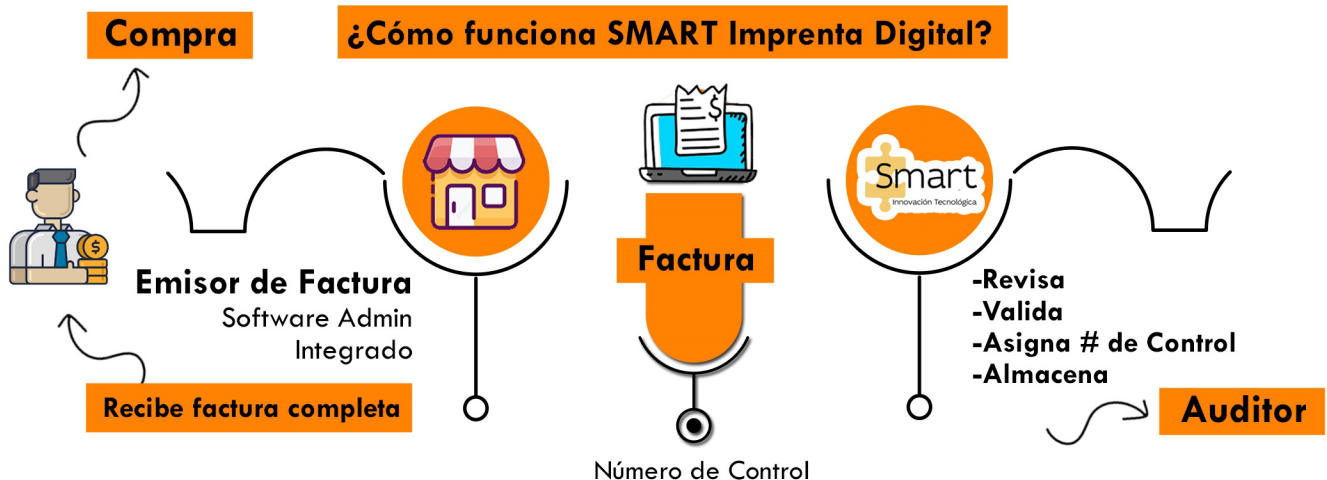 Compra
¿Cómo funciona SMART Imprenta Digital?
$
$
Smart
Innovación Tecnológica
Factura
Emisor de Factura
Software Admin
Integrado
Recibe factura completa
-Revisa
-Valida
-Asigna # de Control
-Almacena
Auditor
Número de Control